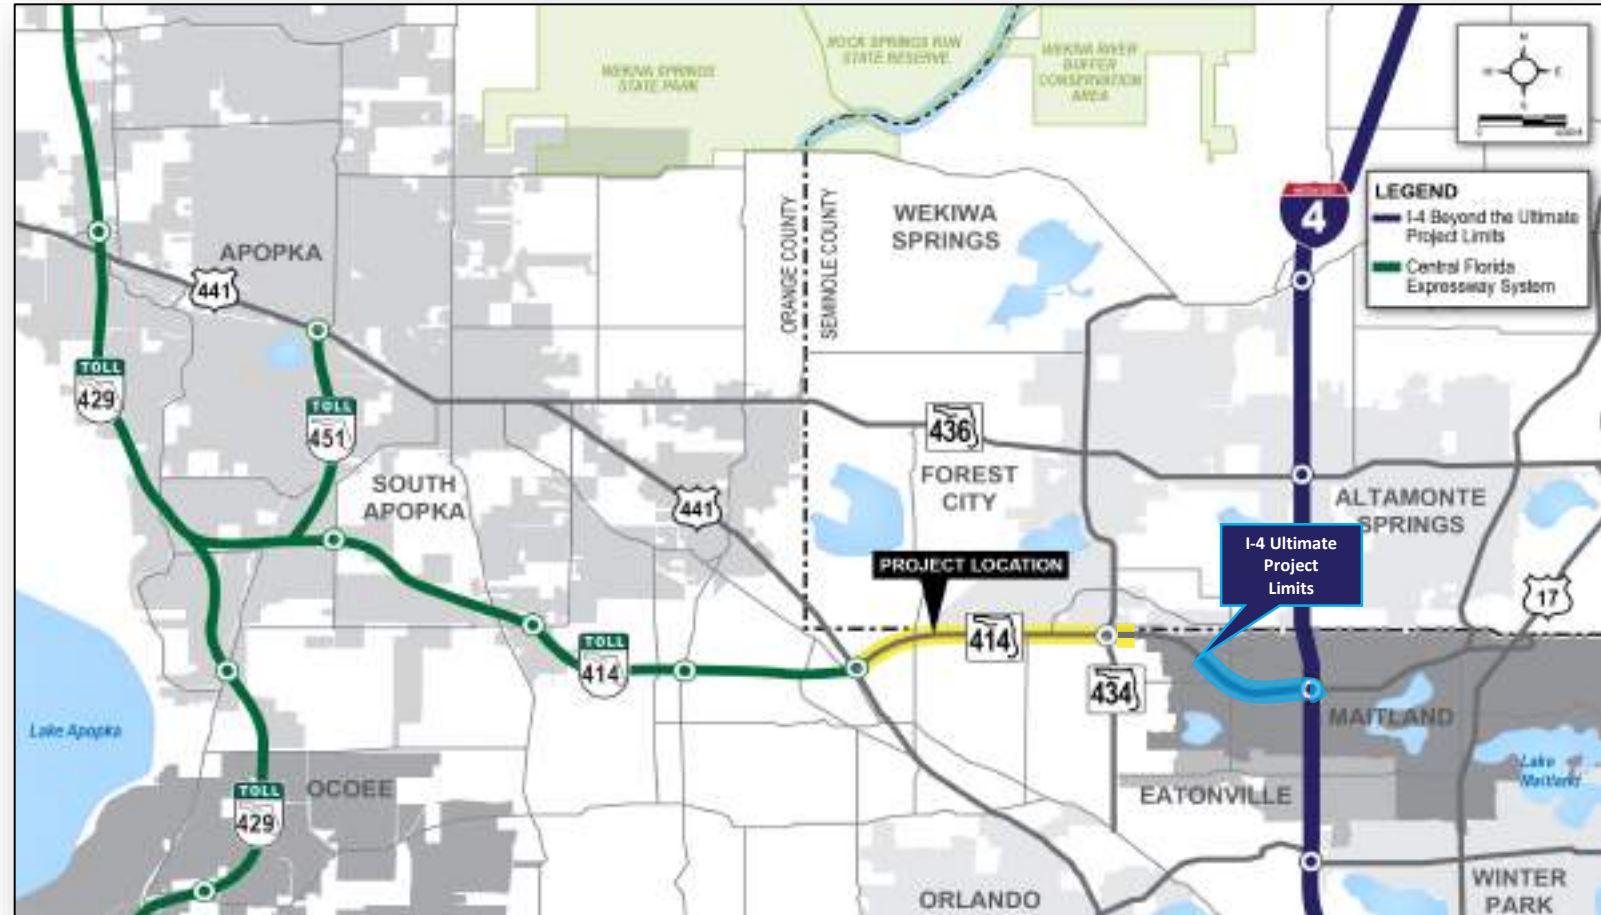 WEKIWA SPRINGS
STATE PARK
ROCK SPRINGS RUN
STATE RESERVE
WEKIVA RIVER
BUFFER
CONSERVATION
AREA
N
W
E
S
0
LEGEND
I-4 Beyond the Ultimate
Project Limits
Central Florida
Expressway System
4
ORANGE COUNTY
SEMINOLE COUNTY
WEKIWA
SPRINGS
APOPKA
441
TOLL
429
TOLL
451
436
SOUTH
APOPKA
441
FOREST
CITY
ALTAMONTE
SPRINGS
I-4 Ultimate
Project
Limits
PROJECT LOCATION
17
414
TOLL
414
434
MAITLAND
Lake Apopka
Lake
Maitland
OCOEE
TOLL
429
EATONVILLE
ORLANDO
WINTER
PARK